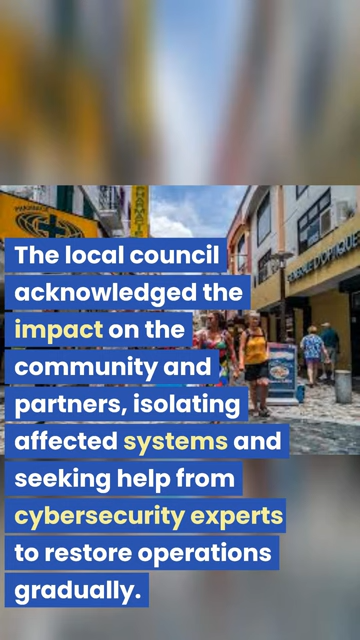 The local council
acknowledged the
impact on the
community and
partners, isolating
affected systems and
seeking help from
cybersecurity experts
to restore operations
gradually.